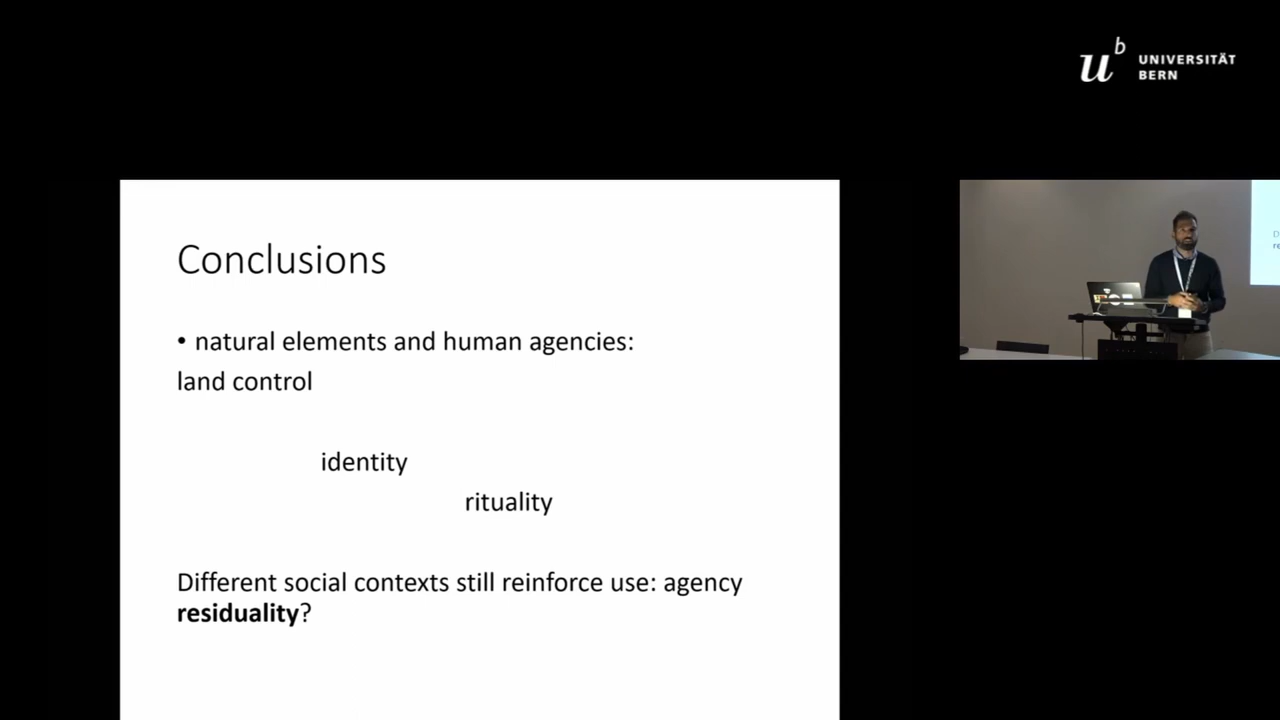 u b UNIVERSITÄT
BERN
Conclusions
• natural elements and human agencies:
land control
identity
rituality
Different social contexts still reinforce use: agency
residuality?